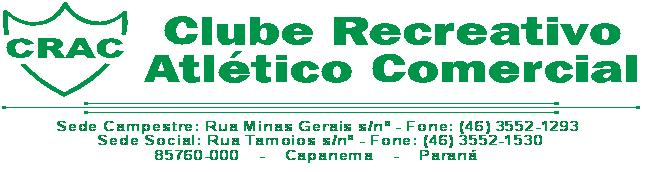 CRAC
Clube Recreativo
Atlético Comercial
Sede Campestre: Rua Minas Gerais s/nº - Fone: (46) 3552-1293
Sede Social: Rua Tamoios s/nº - Fone: (46) 3552-1530
85760-000 - Capanema - Paraná